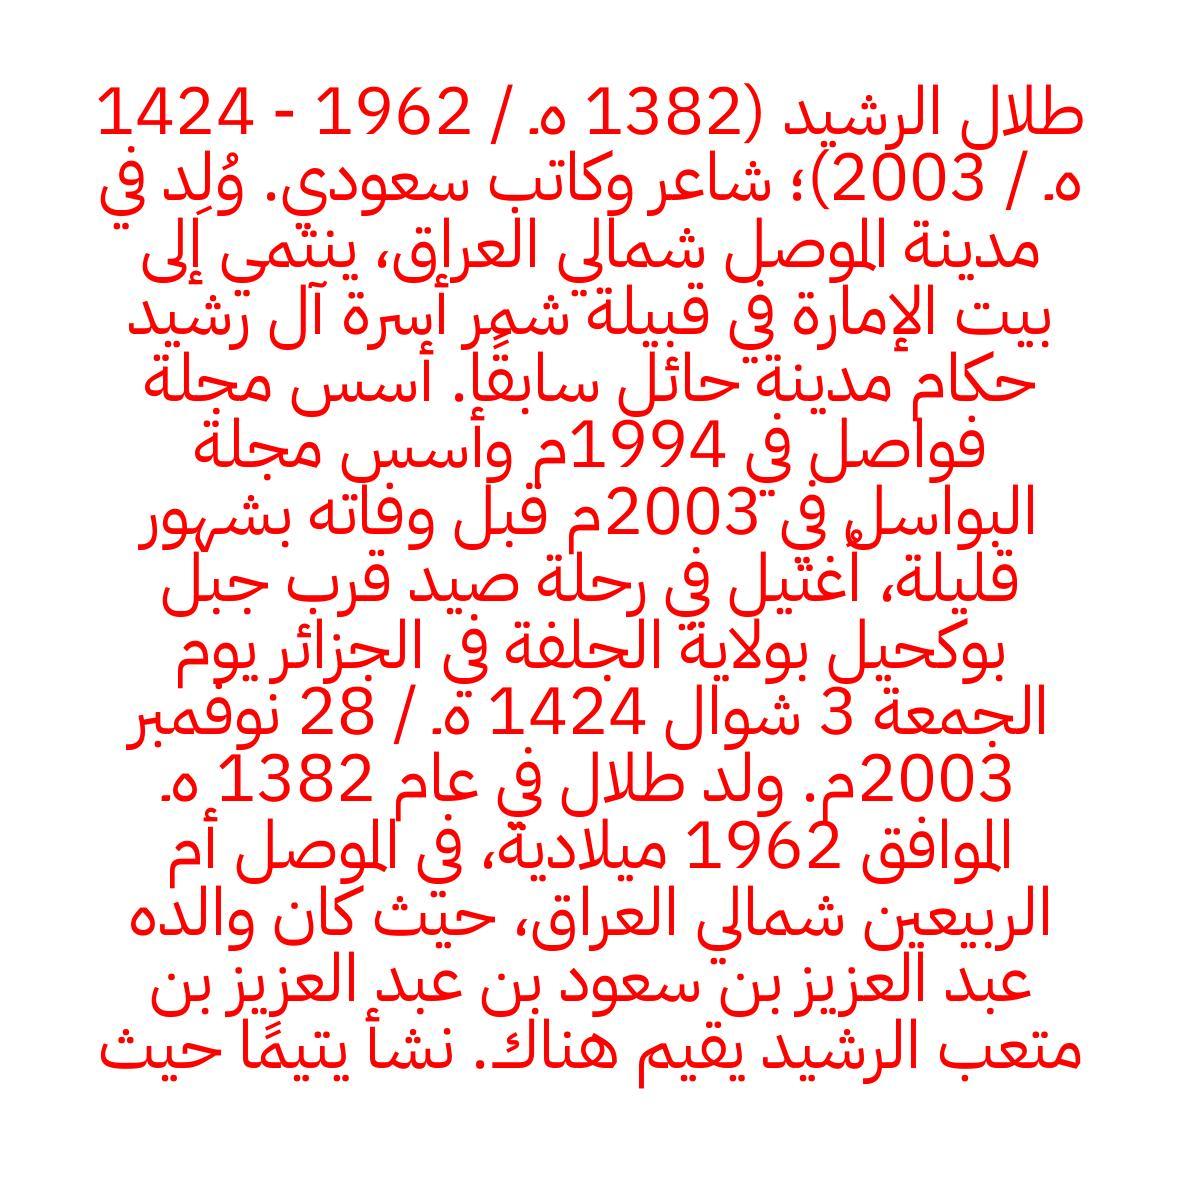 طلال الرشيد (1382 هـ / 1962 - 1424
هـ / 2003)؛ شاعر وكاتب سعودي. وُلِد في
مدينة الموصل شمالي العراق، ينتمي إلى
بيت الإمارة في قبيلة شمر أسرة آل رشيد
حكام مدينة حائل سابقًا. أسس مجلة
فواصل في 1994م وأسس مجلة
البواسل في 2003م قبل وفاته بشهور
قليلة، اُغتيل في رحلة صيد قرب جبل
بوكحيل بولاية الجلفة في الجزائر يوم
الجمعة 3 شوال 1424 هـ / 28 نوفمبر
2003م. ولد طلال في عام 1382 هـ
الموافق 1962 ميلادية، في الموصل أم
الربيعين شمالي العراق، حيث كان والده
عبد العزيز بن سعود بن عبد العزيز بن
متعب الرشيد يقيم هناك. نشأ يتيمًا حيث